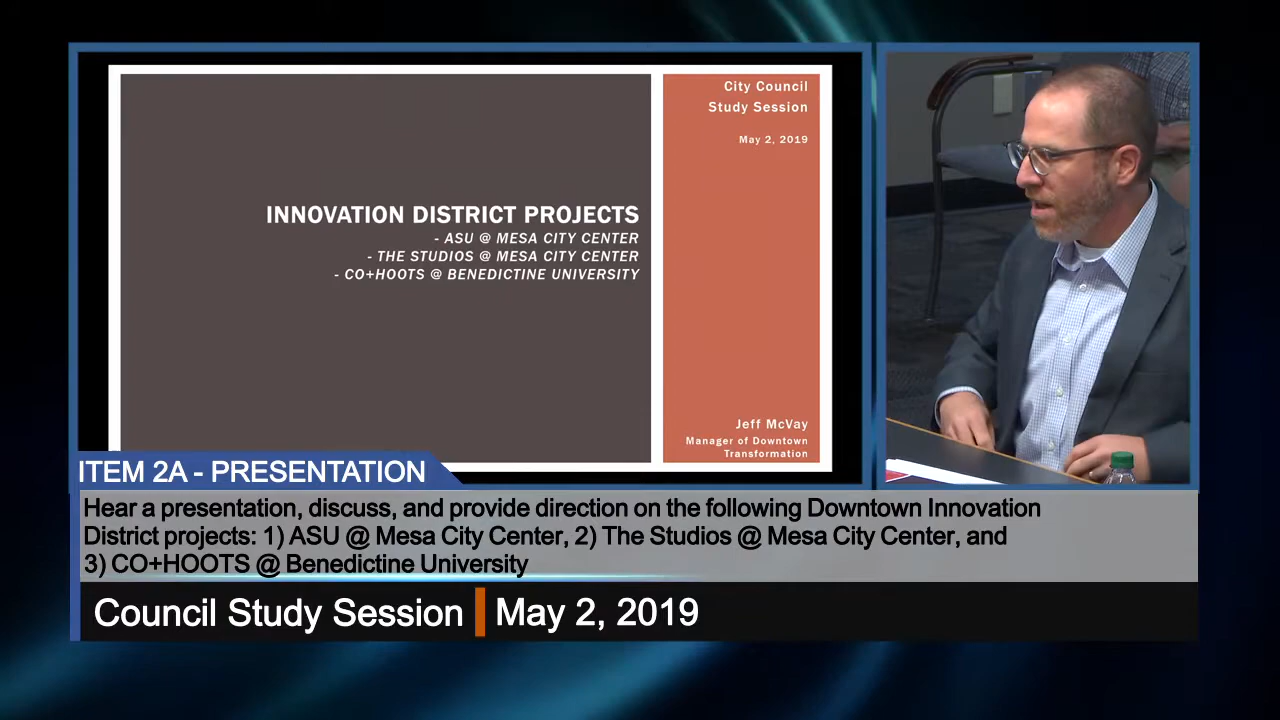 City Council
Study Session
May 2, 2019
INNOVATION DISTRICT PROJECTS
- ASU @ MESA CITY CENTER
- THE STUDIOS @ MESA CITY CENTER
- CO+HOOTS @ BENEDICTINE UNIVERSITY
Jeff McVay
Manager of Downtown
Transformation
ITEM 2A - PRESENTATION
Hear a presentation, discuss, and provide direction on the following Downtown Innovation
District projects: 1) ASU @ Mesa City Center, 2) The Studios @ Mesa City Center, and
3) CO+HOOTS @ Benedictine University
Council Study Session May 2, 2019